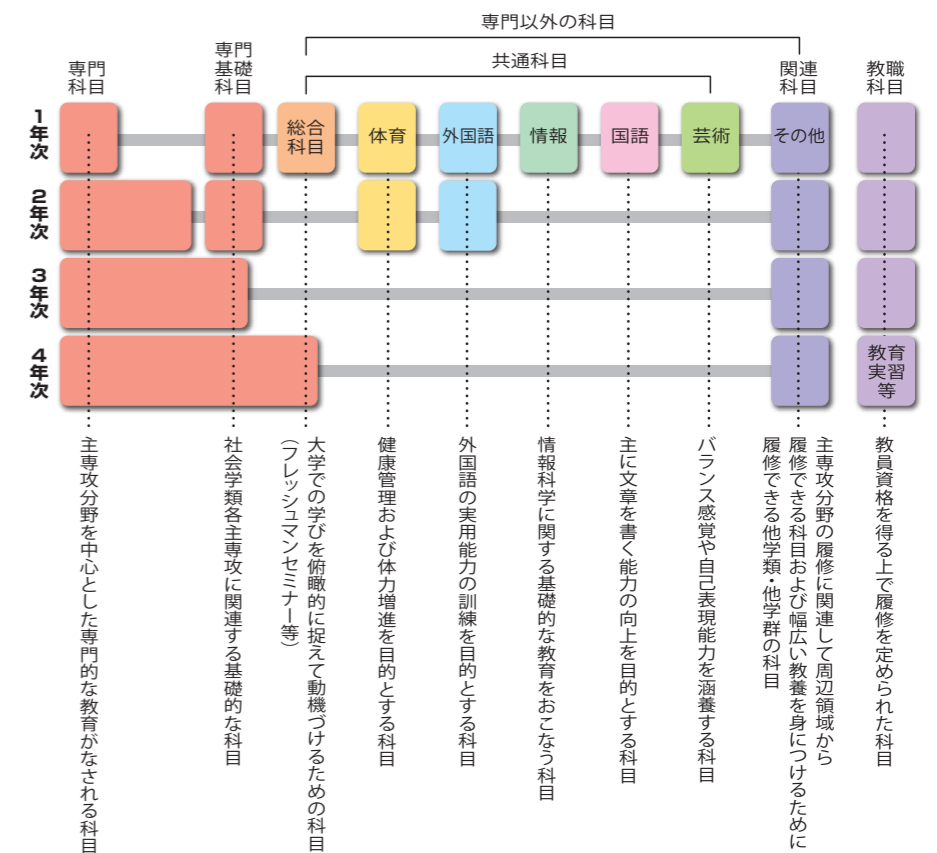 専門以外の科目
共通科目
専門
科目
専門
基礎
科目
関連
科目
教職
科目
1年次
総合
科目
体育
外国語
情報
国語
芸術
その他
2年次
3年次
4年次
教育
実習
等
主専攻分野を中心とした専門的な教育がなされる科目
社会学類各主専攻に関連する基礎的な科目
大学での学びを俯瞰的に捉えて動機づけるための科目
（フレッシュマンセミナー等）
健康管理および体力増進を目的とする科目
外国語の実用能力の訓練を目的とする科目
情報科学に関する基礎的な教育をおこなう科目
主に文章を書く能力の向上を目的とする科目
バランス感覚や自己表現能力を涵養する科目
主専攻分野の履修に関連して周辺領域から
履修できる科目および幅広い教養を身につけるために
履修できる他学類・他学群の科目
教員資格を得る上で履修を定められた科目